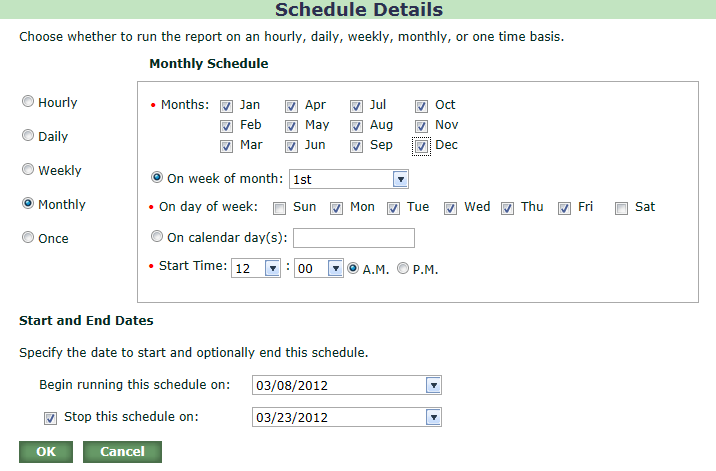 Schedule Details
Choose whether to run the report on an hourly, daily, weekly, monthly, or one time basis.
Monthly Schedule
Hourly
Daily
Weekly
Monthly
Once
• Months: Jan Apr Jul Oct
Feb May Aug Nov
Mar Jun Sep Dec
On week of month: 1st
• On day of week: Sun Mon Tue Wed Thu Fri Sat
On calendar day(s):
• Start Time: 12 : 00 A.M. P.M.
Start and End Dates
Specify the date to start and optionally end this schedule.
Begin running this schedule on: 03/08/2012
Stop this schedule on: 03/23/2012
OK Cancel